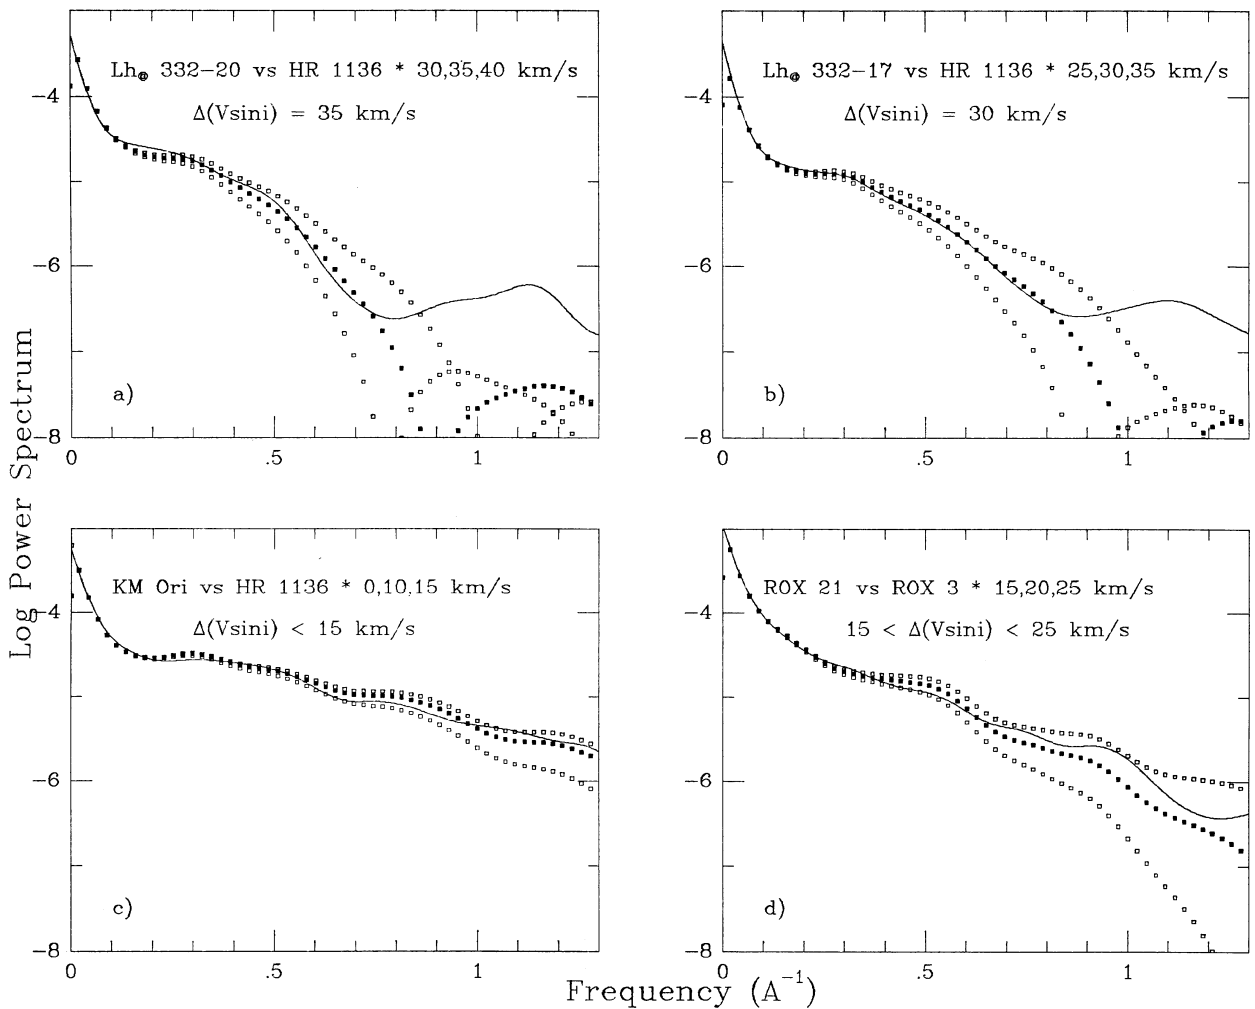 Lhα 332-20 vs HR 1136 * 30,35,40 km/s
Δ(Vsini) = 35 km/s
a)
-4
-6
-8
0
.5
1
Lhα 332-17 vs HR 1136 * 25,30,35 km/s
Δ(Vsini) = 30 km/s
b)
-4
-6
-8
0
.5
1
KM Ori vs HR 1136 * 0,10,15 km/s
Δ(Vsini) < 15 km/s
c)
-4
-6
-8
0
.5
1
ROX 21 vs ROX 3 * 15,20,25 km/s
15 < Δ(Vsini) < 25 km/s
d)
-4
-6
-8
0
.5
1
Log Power Spectrum
Frequency (A⁻¹)